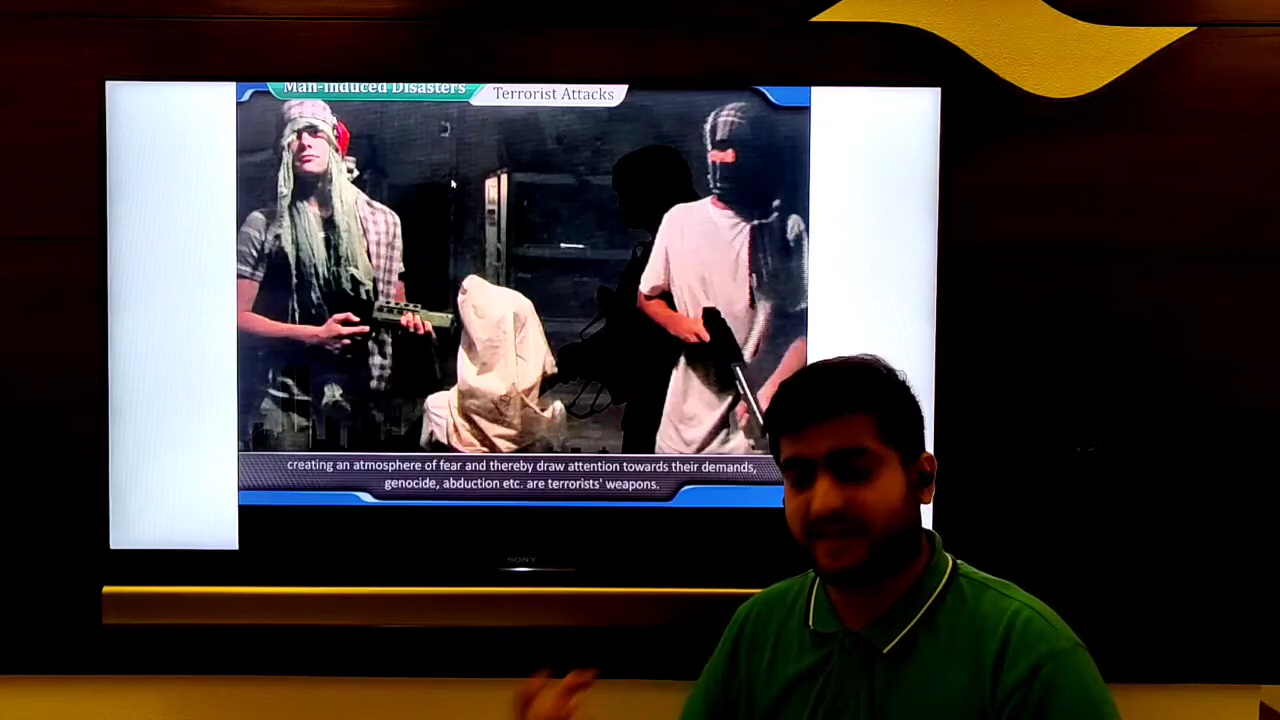 Man-induced Disasters
Terrorist Attacks
creating an atmosphere of fear and thereby draw attention towards their demands,
genocide, abduction etc. are terrorists' weapons.
SONY